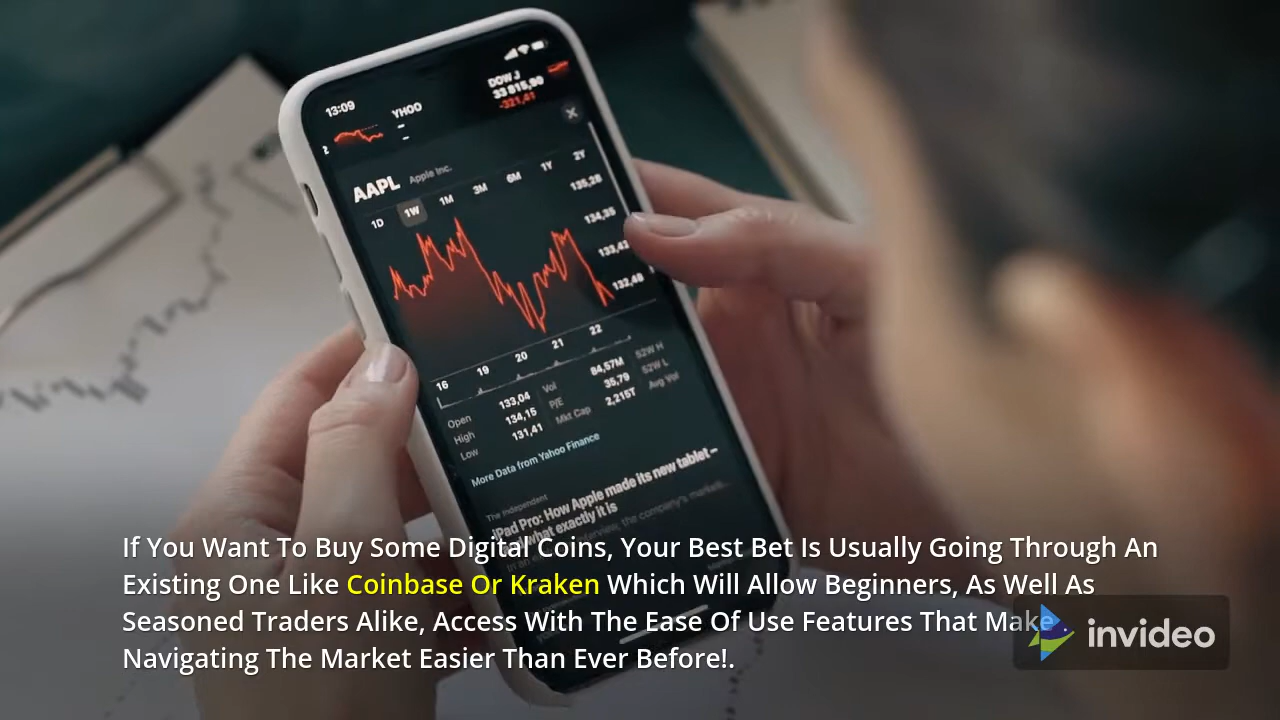 13:09
YHOO
DOW J
33 815,90
-321,41
AAPL Apple Inc.
1D 1W 1M 3M 6M 1Y 2Y
135,28
134,35
133,43
132,48
16 19 20 21 22
Open 133,04 Vol 84,57M 52W H
High 134,15 P/E 35,79 52W L
Low 131,41 Mkt Cap 2,215T Avg Vol
More Data from Yahoo Finance
The Independent
iPad Pro: How Apple made its new tablet –
what exactly it is
If You Want To Buy Some Digital Coins, Your Best Bet Is Usually Going Through An
Existing One Like Coinbase Or Kraken Which Will Allow Beginners, As Well As
Seasoned Traders Alike, Access With The Ease Of Use Features That Make
Navigating The Market Easier Than Ever Before!.
invideo